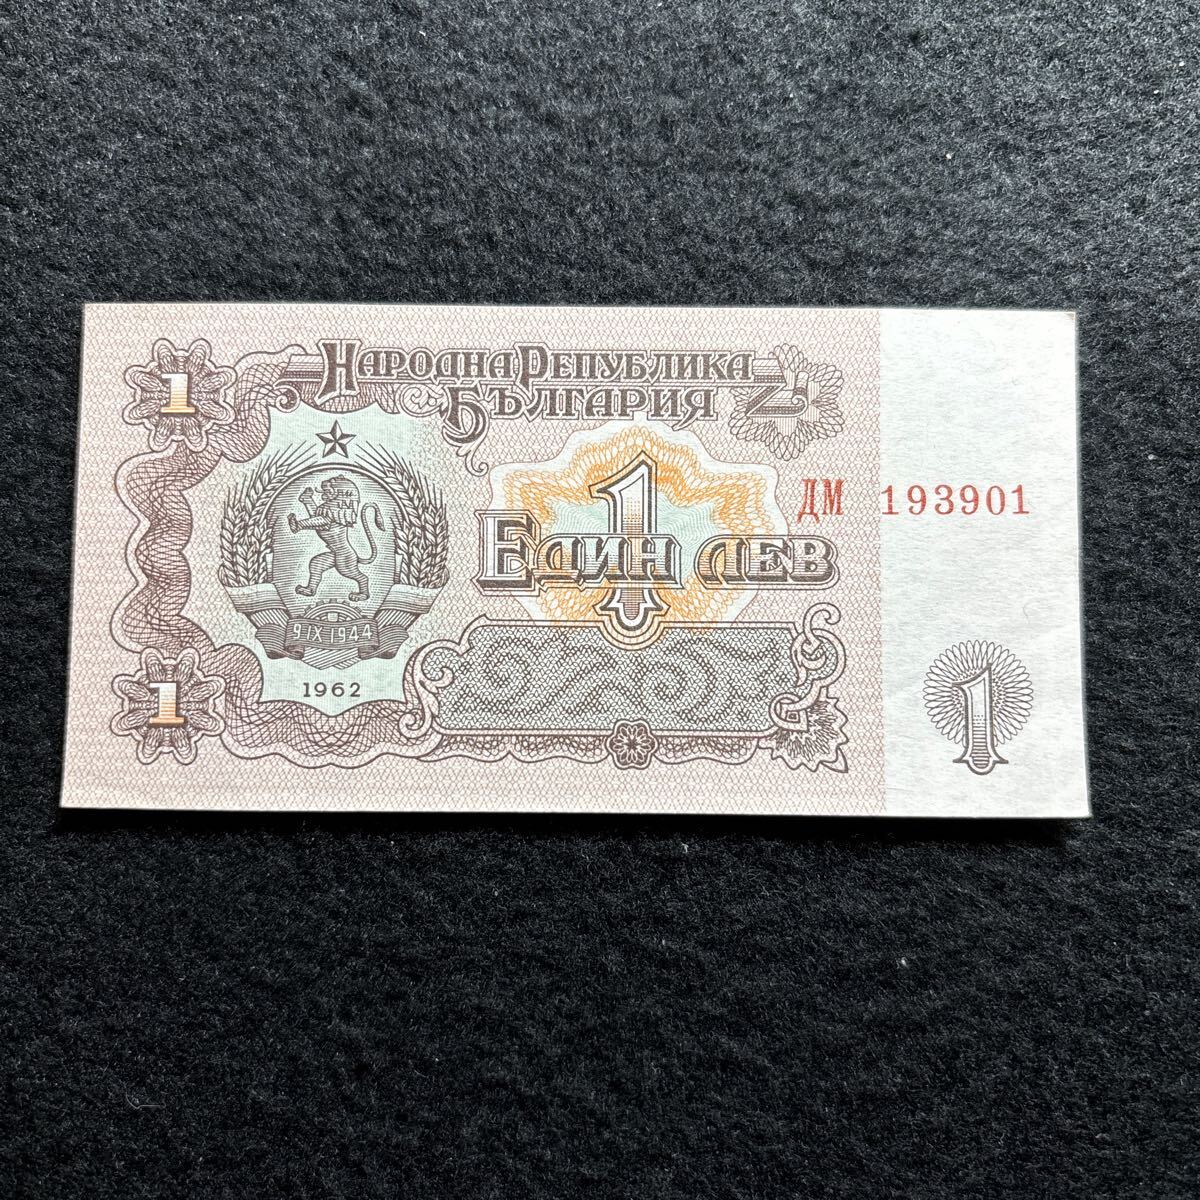 1
НАРОДНА РЕПУБЛИКА
БЪЛГАРИЯ
1
ДМ 193901
ЕДИН ЛЕВ
9·IX·1944
1962
1
1